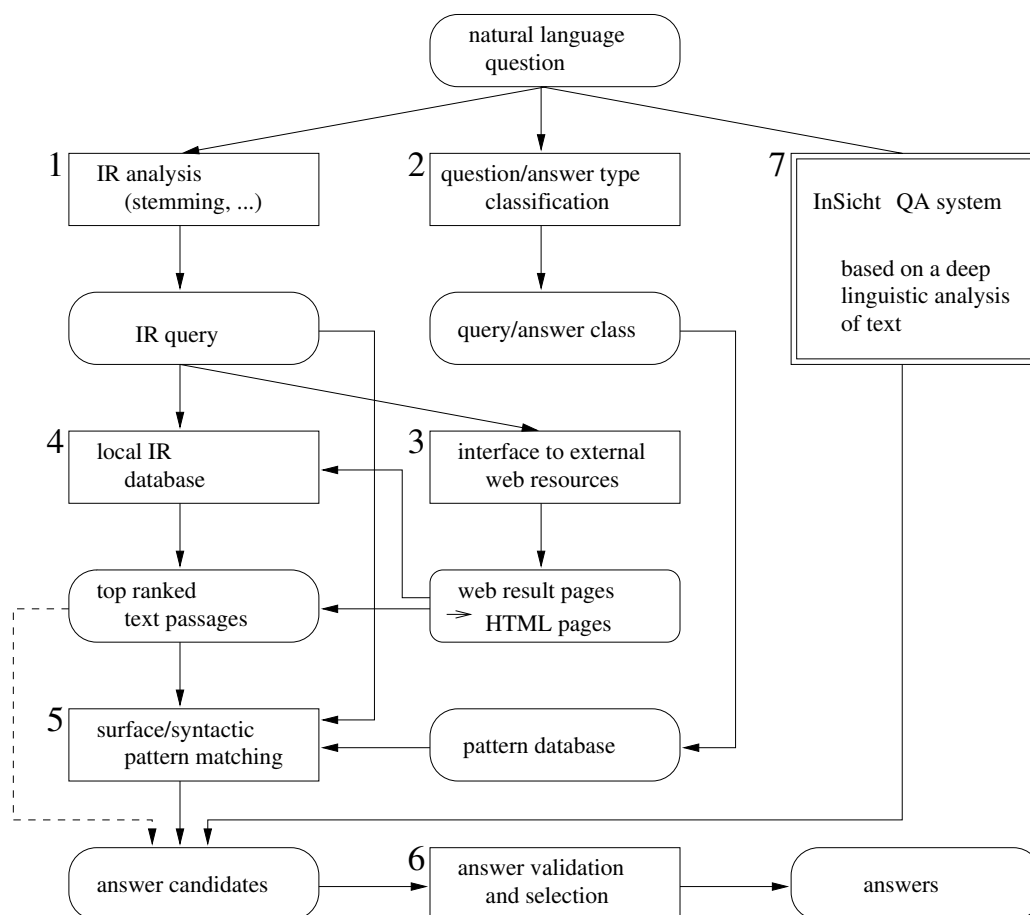 natural language
question
1
IR analysis
(stemming, ...)
2
question/answer type
classification
7
InSicht QA system
based on a deep
linguistic analysis
of text
IR query
query/answer class
4
local IR
database
3
interface to external
web resources
top ranked
text passages
web result pages
HTML pages
5
surface/syntactic
pattern matching
pattern database
answer candidates
6
answer validation
and selection
answers